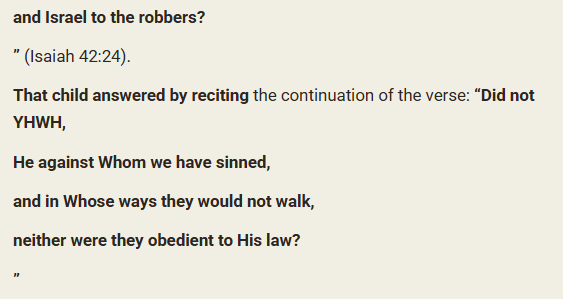 and Israel to the robbers?
” (Isaiah 42:24).
That child answered by reciting the continuation of the verse: “Did not
YHWH,
He against Whom we have sinned,
and in Whose ways they would not walk,
neither were they obedient to His law?
”